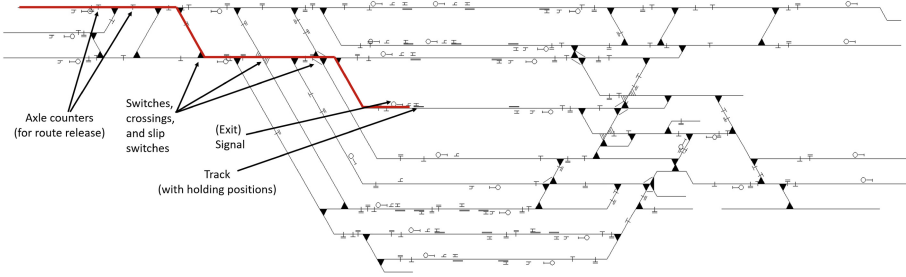 Axle counters
(for route release)
Switches,
crossings,
and slip
switches
(Exit)
Signal
Track
(with holding positions)